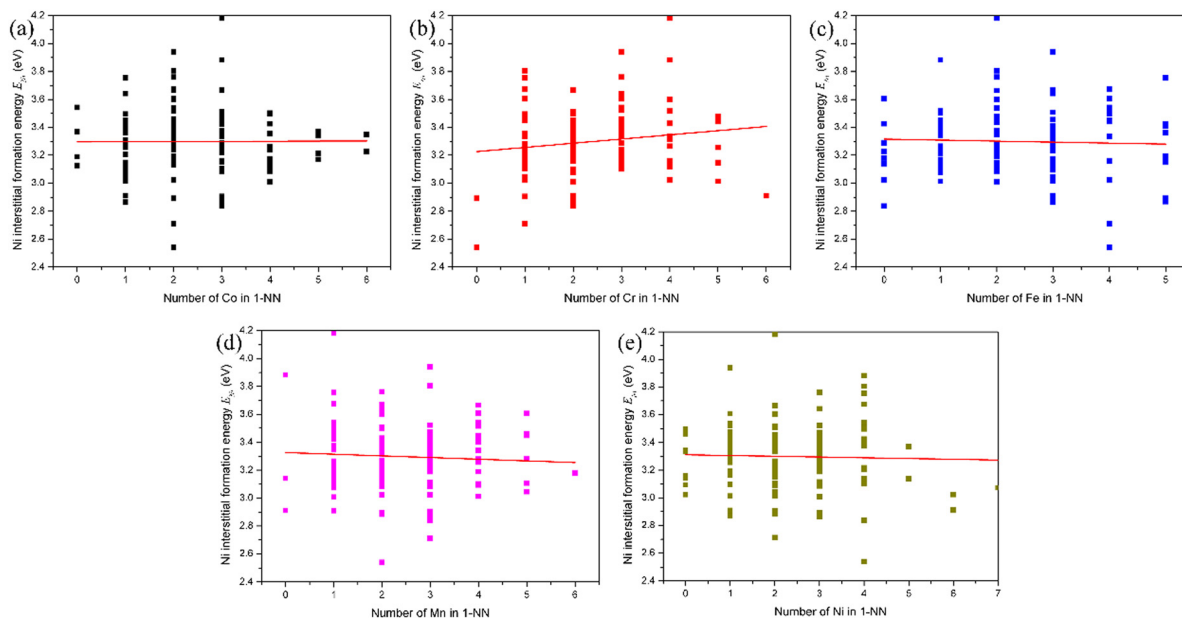 (a)
4.2
4.0
3.8
3.6
3.4
3.2
3.0
2.8
2.6
2.4
Ni interstitial formation energy E (eV)
0 1 2 3 4 5 6
Number of Co in 1-NN
(b)
4.2
4.0
3.8
3.6
3.4
3.2
3.0
2.8
2.6
2.4
Ni interstitial formation energy E (eV)
0 1 2 3 4 5 6
Number of Cr in 1-NN
(c)
4.2
4.0
3.8
3.6
3.4
3.2
3.0
2.8
2.6
2.4
Ni interstitial formation energy E (eV)
0 1 2 3 4 5
Number of Fe in 1-NN
(d)
4.2
4.0
3.8
3.6
3.4
3.2
3.0
2.8
2.6
2.4
Ni interstitial formation energy E (eV)
0 1 2 3 4 5 6
Number of Mn in 1-NN
(e)
4.2
4.0
3.8
3.6
3.4
3.2
3.0
2.8
2.6
2.4
Ni interstitial formation energy E (eV)
0 1 2 3 4 5 6 7
Number of Ni in 1-NN